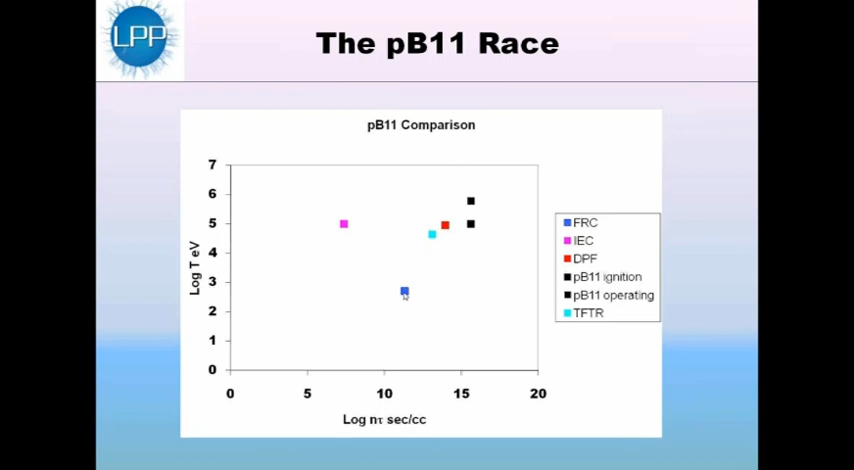 LPP
The pB11 Race
pB11 Comparison
7
6
5
4
3
2
1
0
Log T eV
0 5 10 15 20
Log nτ sec/cc
FRC
IEC
DPF
pB11 ignition
pB11 operating
TFTR